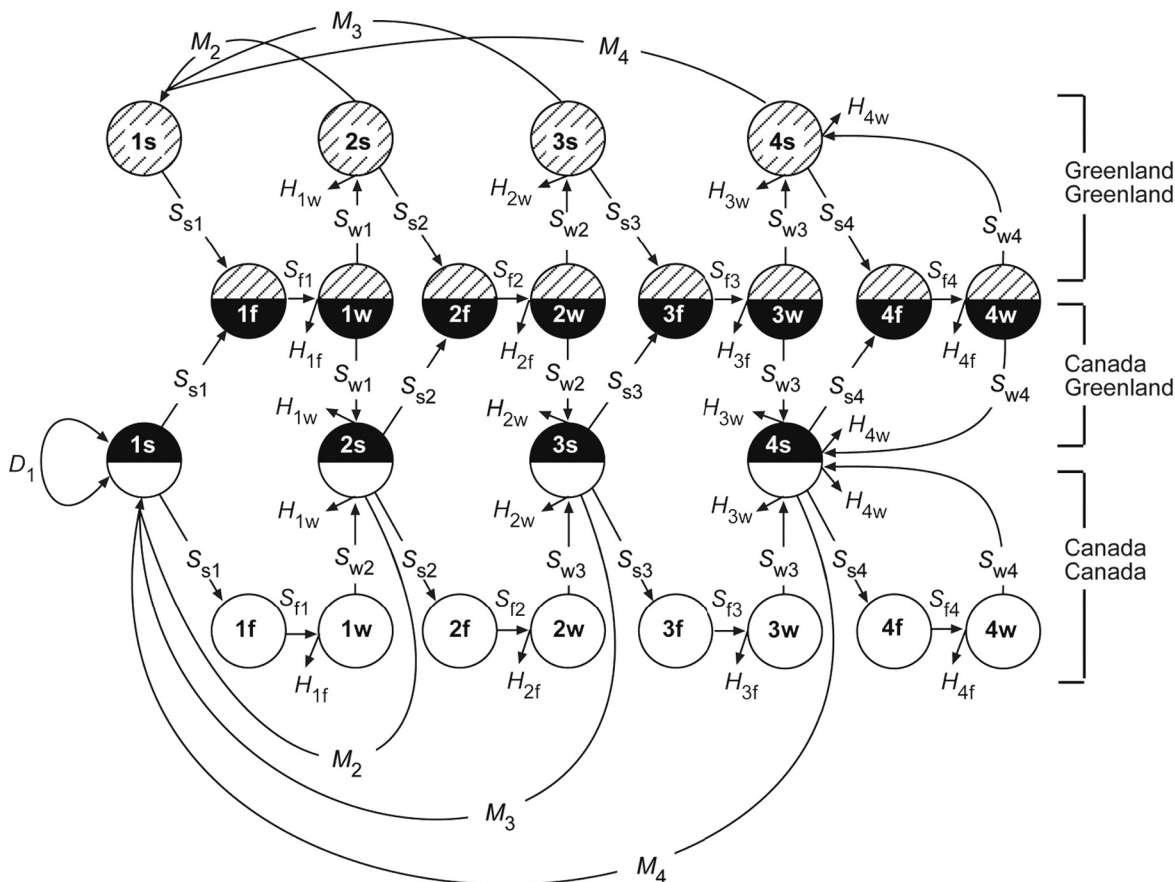 M3
M2
M4
1s
2s
3s
4s
H4w
Greenland
Greenland
H1w
H2w
H3w
Ss1
Sw1
Ss2
Sw2
Ss3
Sw3
Ss4
Sw4
Sf1
Sf2
Sf3
Sf4
1f
1w
2f
2w
3f
3w
4f
4w
H1f
H2f
H3f
H4f
Canada
Greenland
Ss1
Sw1
Ss2
Sw2
Ss3
Sw3
Ss4
Sw4
H1w
H2w
H3w
H4w
1s
2s
3s
4s
D1
H4w
H1w
H2w
H3w
Canada
Canada
Ss1
Sw2
Ss2
Sw3
Ss3
Sw3
Ss4
Sw4
Sf1
Sf2
Sf3
Sf4
1f
1w
2f
2w
3f
3w
4f
4w
H1f
H2f
H3f
H4f
M2
M3
M4